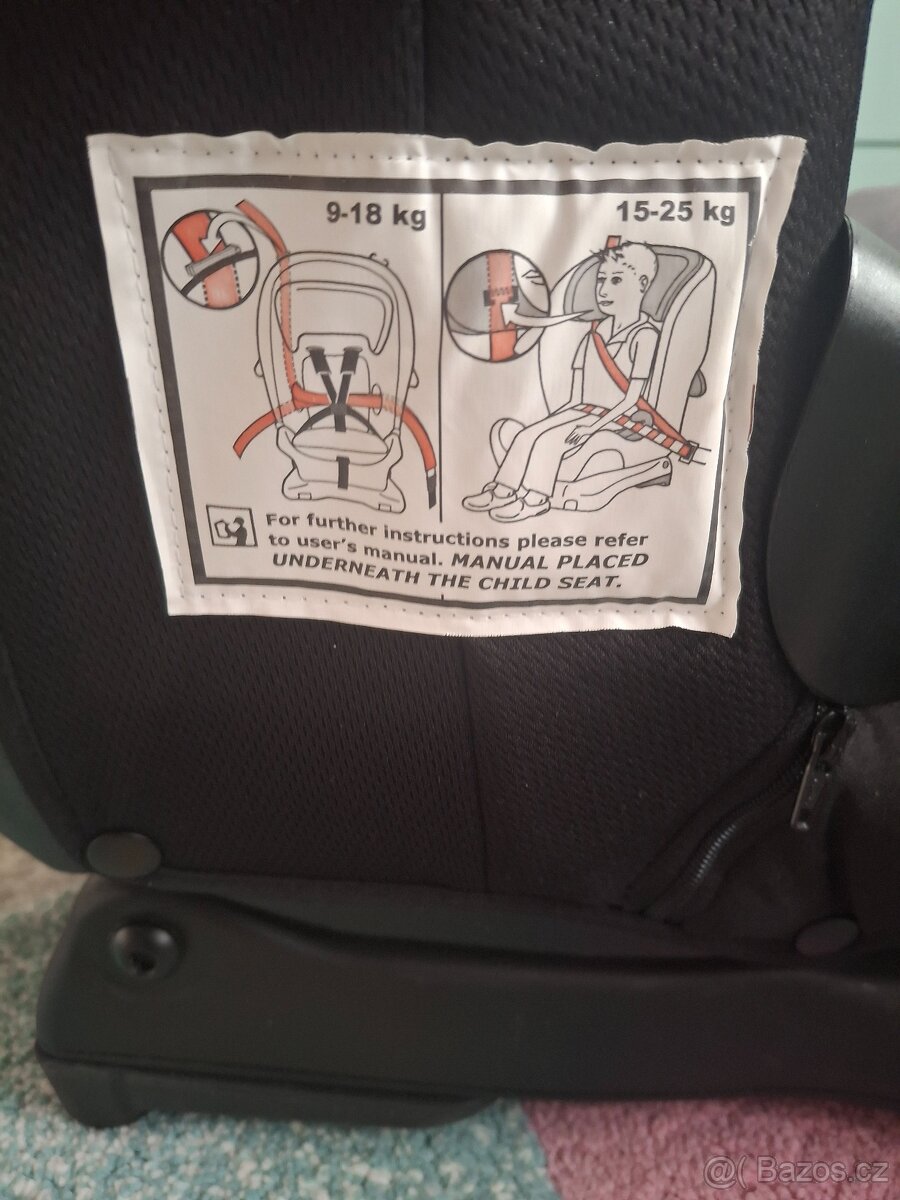 9-18 kg
15-25 kg
For further instructions please refer
to user's manual. MANUAL PLACED
UNDERNEATH THE CHILD SEAT.
@( Bazos.cz